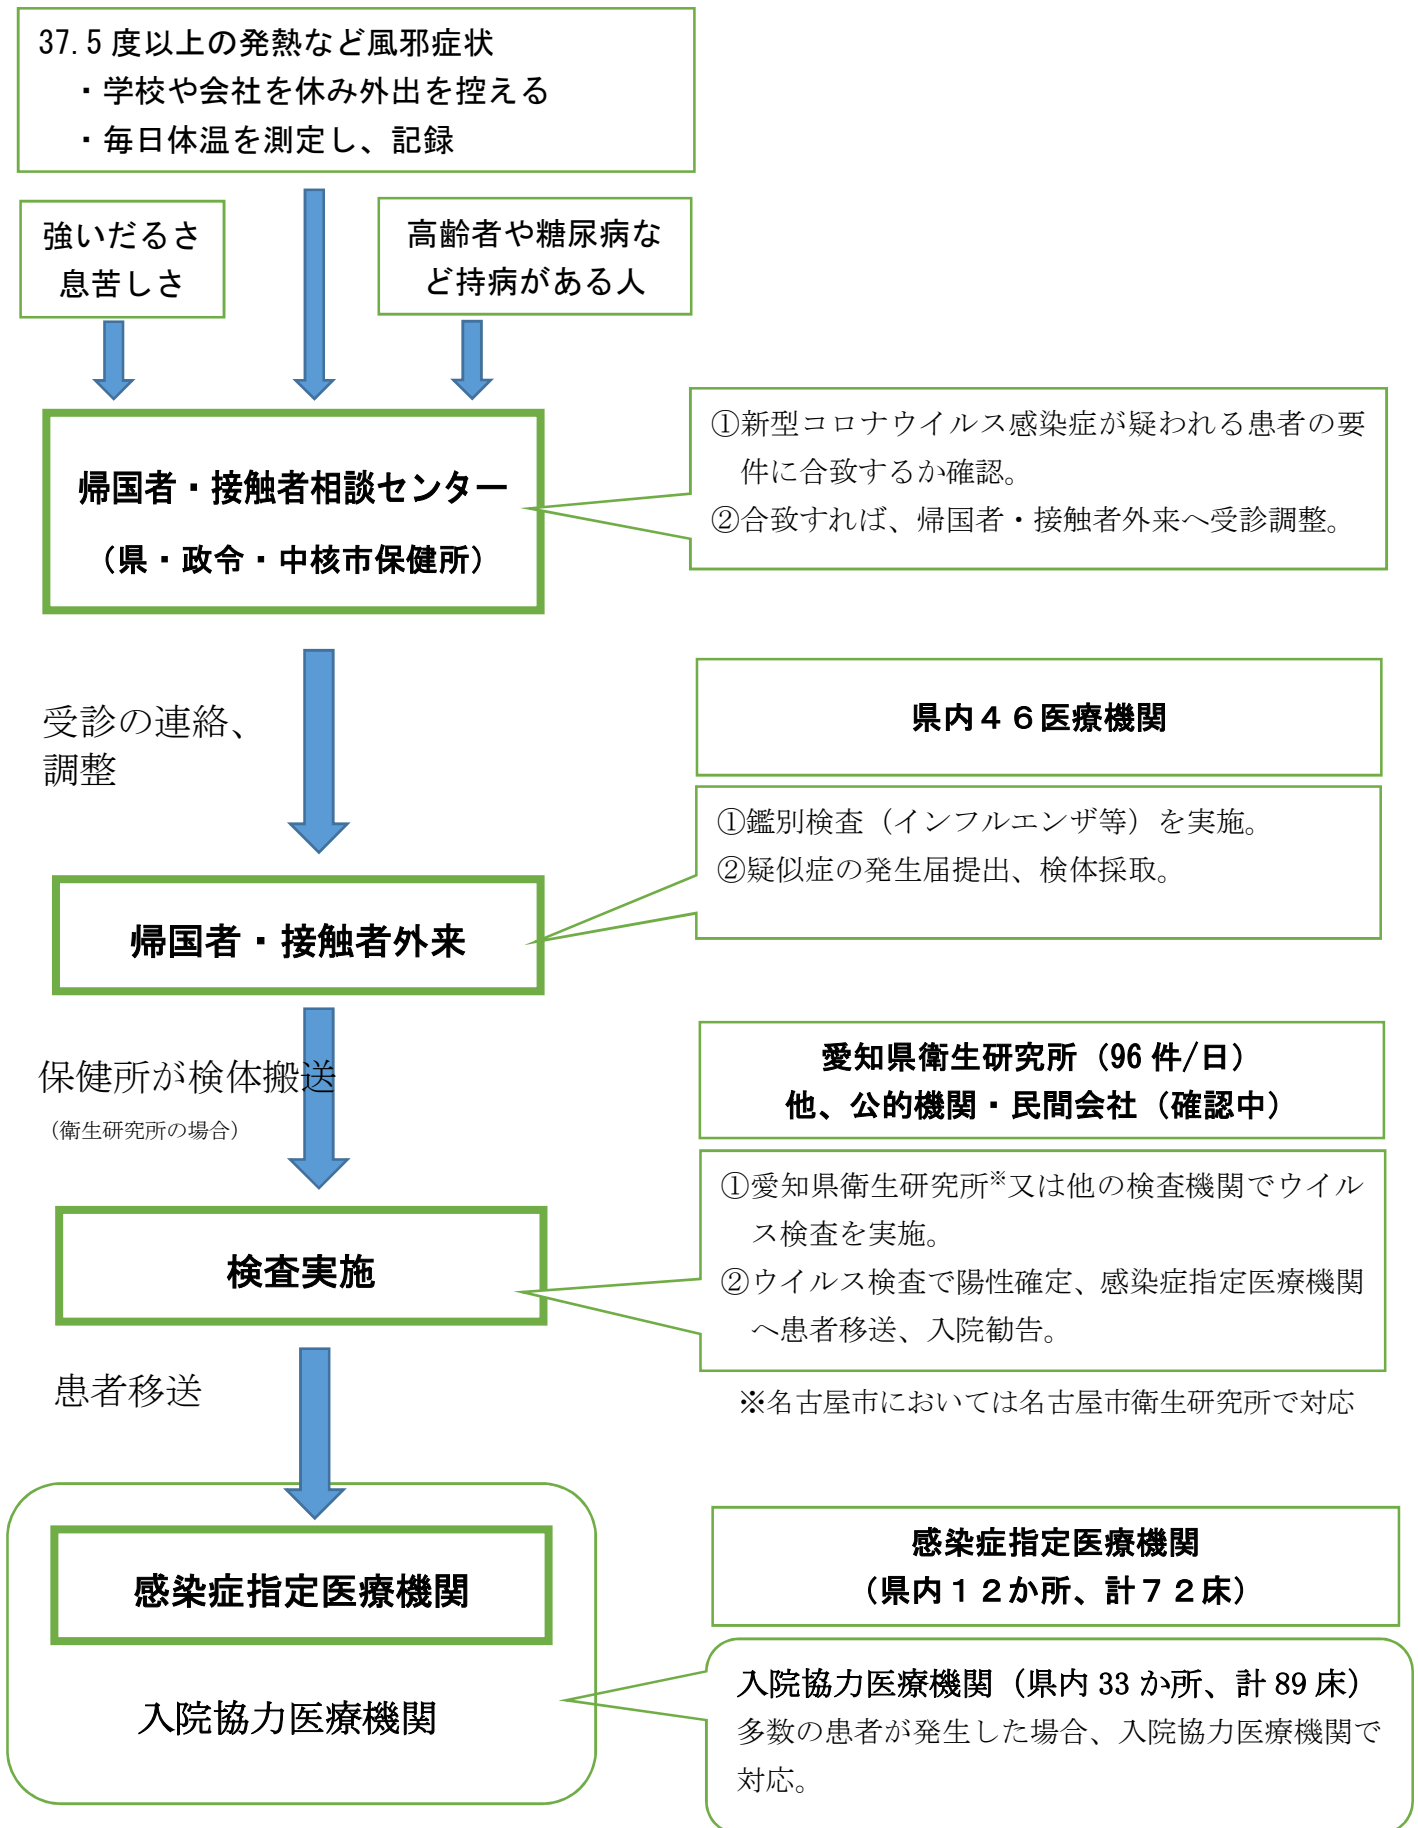 37.5度以上の発熱など風邪症状
・学校や会社を休み外出を控える
・毎日体温を測定し、記録
強いだるさ
息苦しさ
高齢者や糖尿病な
ど持病がある人
帰国者・接触者相談センター
（県・政令・中核市保健所）
①新型コロナウイルス感染症が疑われる患者の要
件に合致するか確認。
②合致すれば、帰国者・接触者外来へ受診調整。
受診の連絡、
調整
県内４６医療機関
①鑑別検査（インフルエンザ等）を実施。
②疑似症の発生届提出、検体採取。
帰国者・接触者外来
保健所が検体搬送
（衛生研究所の場合）
愛知県衛生研究所（96件/日）
他、公的機関・民間会社（確認中）
①愛知県衛生研究所※又は他の検査機関でウイル
ス検査を実施。
②ウイルス検査で陽性確定、感染症指定医療機関
へ患者移送、入院勧告。
検査実施
患者移送
※名古屋市においては名古屋市衛生研究所で対応
感染症指定医療機関
入院協力医療機関
感染症指定医療機関
（県内１２か所、計７２床）
入院協力医療機関（県内 33 か所、計 89 床）
多数の患者が発生した場合、入院協力医療機関で
対応。